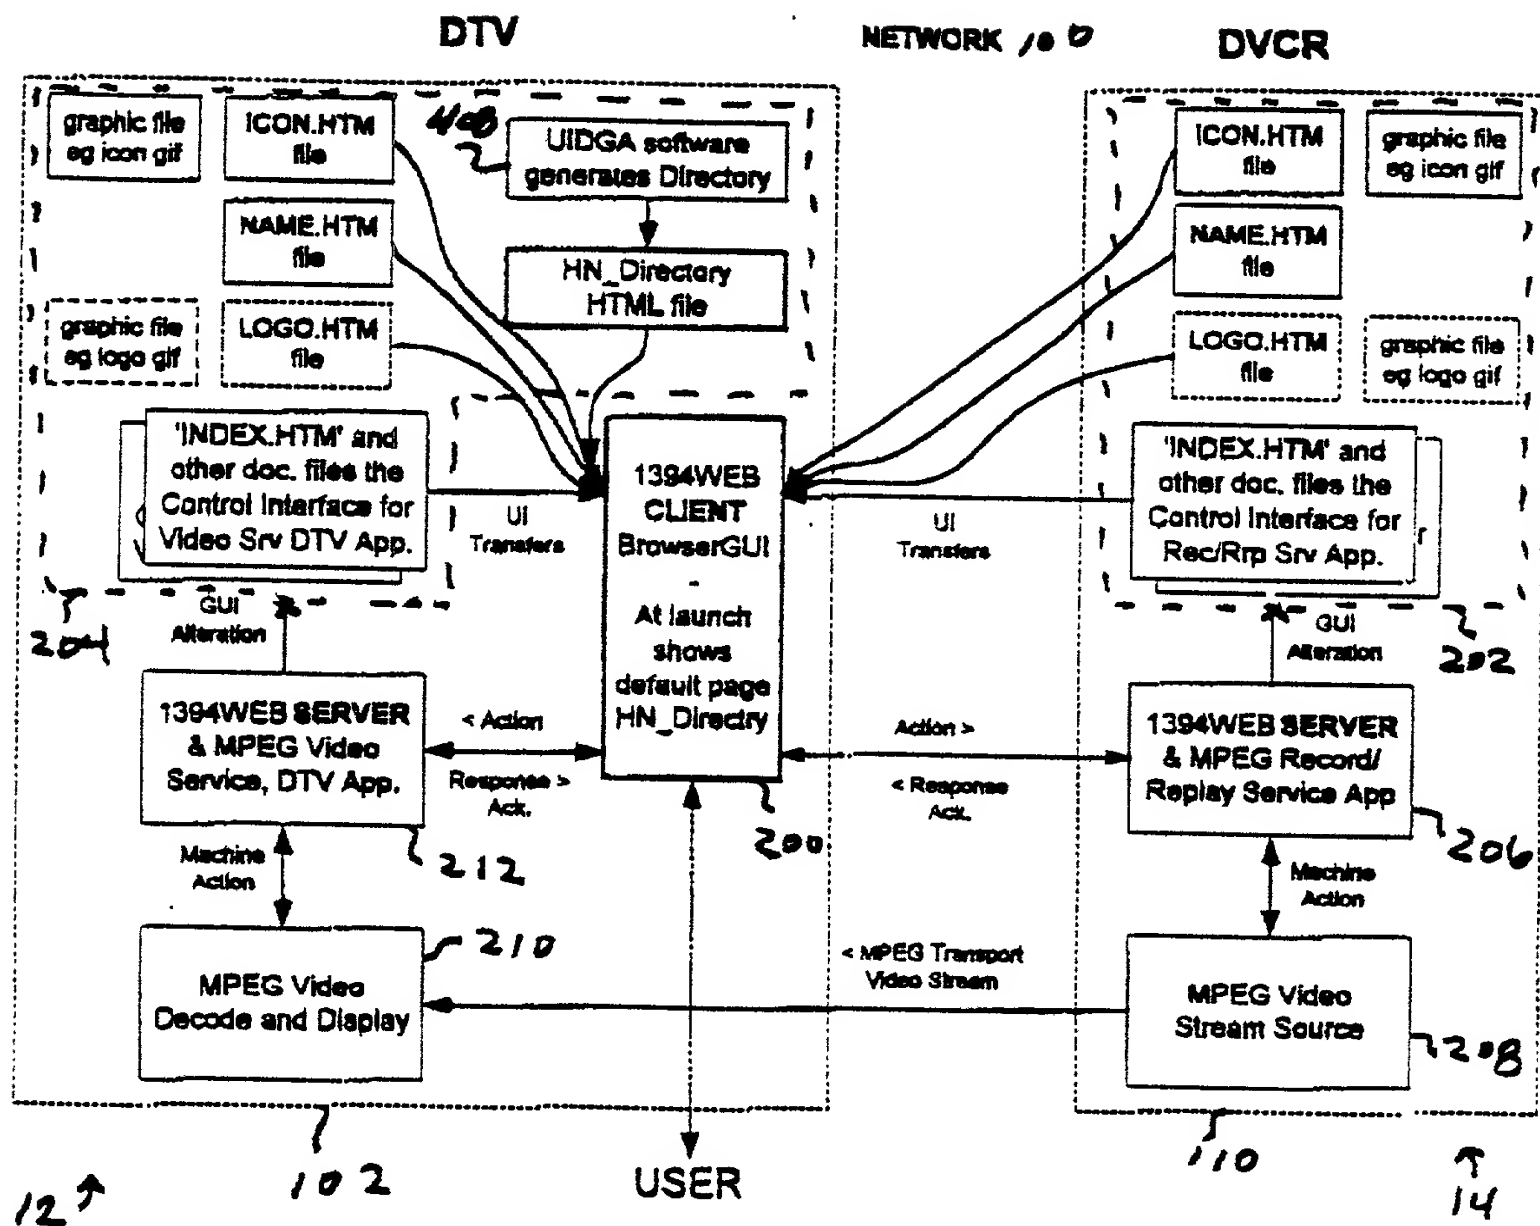 DTV
NETWORK 100
DVCR
graphic file
eg icon gif
ICON.HTM
file
408
UIDGA software
generates Directory
ICON.HTM
file
graphic file
eg icon gif
NAME.HTM
file
HN_Directory
HTML file
NAME.HTM
file
graphic file
eg logo gif
LOGO.HTM
file
LOGO.HTM
file
graphic file
eg logo gif
'INDEX.HTM' and
other doc. files the
Control Interface for
Video Srv DTV App.
UI
Transfers
1394WEB
CLIENT
BrowserGUI
-
At launch
shows
default page
HN_Directry
UI
Transfers
'INDEX.HTM' and
other doc. files the
Control Interface for
Rec/Rrp Srv App.
204
GUI
Alteration
GUI
Alteration
202
1394WEB SERVER
& MPEG Video
Service, DTV App.
< Action
Response >
Ack.
Action >
< Response
Ack.
1394WEB SERVER
& MPEG Record/
Replay Service App
212
200
206
Machine
Action
Machine
Action
210
MPEG Video
Decode and Display
< MPEG Transport
Video Stream
MPEG Video
Stream Source
208
12
102
USER
110
14